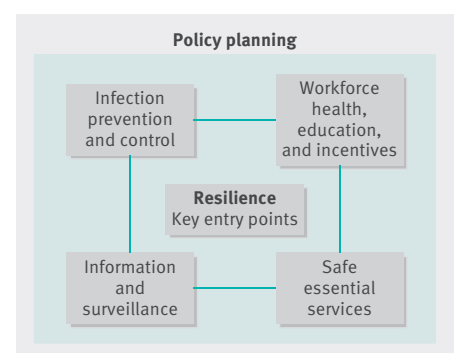 Policy planning
Infection
prevention
and control
Workforce
health,
education,
and incentives
Resilience
Key entry points
Information
and
surveillance
Safe
essential
services